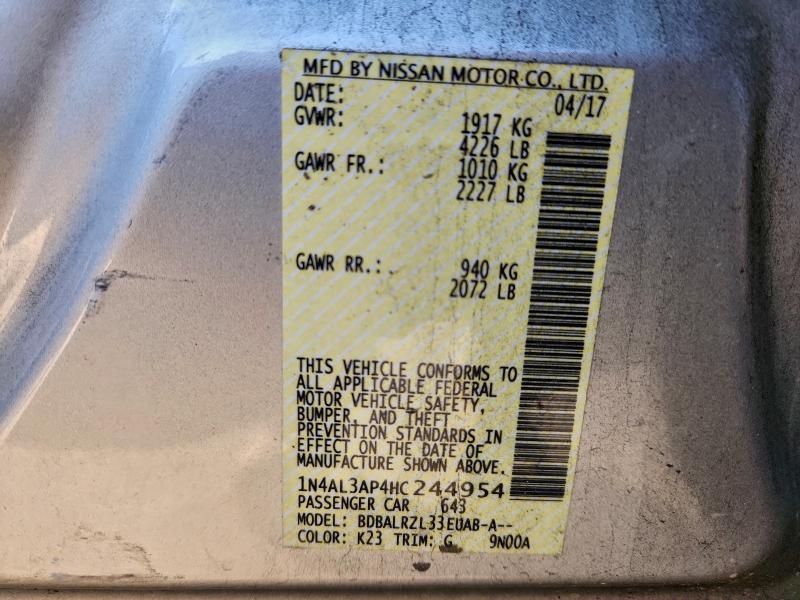 MFD BY NISSAN MOTOR CO., LTD.
DATE: 04/17
GVWR: 1917 KG
4226 LB
GAWR FR.: 1010 KG
2227 LB
GAWR RR.: 940 KG
2072 LB
THIS VEHICLE CONFORMS TO
ALL APPLICABLE FEDERAL
MOTOR VEHICLE SAFETY,
BUMPER, AND THEFT
PREVENTION STANDARDS IN
EFFECT ON THE DATE OF
MANUFACTURE SHOWN ABOVE.
1N4AL3AP4HC244954
PASSENGER CAR 643
MODEL: BDBALRZL33EUAB-A--
COLOR: K23 TRIM: G 9N00A